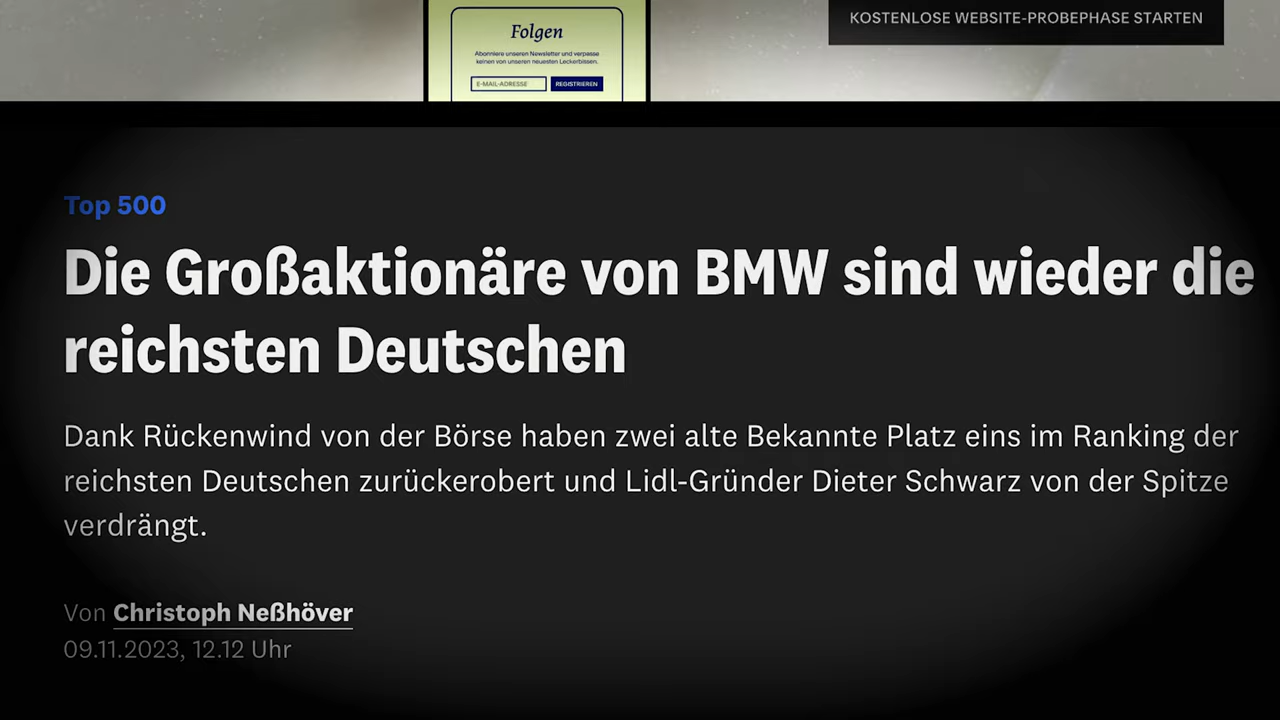 Folgen
Abonniere unseren Newsletter und verpasse
keinen von unseren neuesten Leckerbissen.
E-MAIL-ADRESSE
REGISTRIEREN
KOSTENLOSE WEBSITE-PROBEPHASE STARTEN
Top 500
Die Großaktionäre von BMW sind wieder die
reichsten Deutschen
Dank Rückenwind von der Börse haben zwei alte Bekannte Platz eins im Ranking der
reichsten Deutschen zurückerobert und Lidl-Gründer Dieter Schwarz von der Spitze
verdrängt.
Von Christoph Neßhöver
09.11.2023, 12.12 Uhr